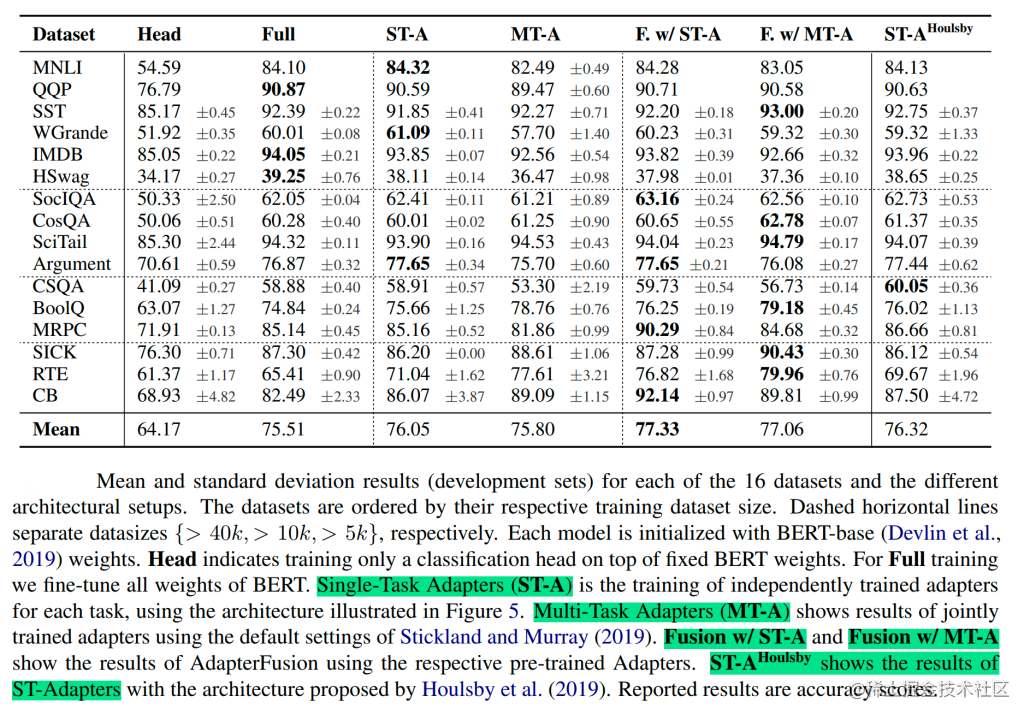 Dataset Head Full ST-A MT-A F. w/ ST-A F. w/ MT-A ST-A^Houlsby
MNLI 54.59 84.10 84.32 82.49 ±0.49 84.28 83.05 84.13
QQP 76.79 90.87 90.59 89.47 ±0.60 90.71 90.58 90.63
SST 85.17 ±0.45 92.39 ±0.22 91.85 ±0.41 92.27 ±0.71 92.20 ±0.18 93.00 ±0.20 92.75 ±0.37
WGrande 51.92 ±0.35 60.01 ±0.08 61.09 ±0.11 57.70 ±1.40 60.23 ±0.31 59.32 ±0.30 59.32 ±1.33
IMDB 85.05 ±0.22 94.05 ±0.21 93.85 ±0.07 92.56 ±0.54 93.82 ±0.39 92.66 ±0.32 93.96 ±0.22
HSwag 34.17 ±0.27 39.25 ±0.76 38.11 ±0.14 36.47 ±0.98 37.98 ±0.01 37.36 ±0.10 38.65 ±0.25
SocIQA 50.33 ±2.50 62.05 ±0.04 62.41 ±0.11 61.21 ±0.89 63.16 ±0.24 62.56 ±0.10 62.73 ±0.53
CosQA 50.06 ±0.51 60.28 ±0.40 60.01 ±0.02 61.25 ±0.90 60.65 ±0.55 62.78 ±0.07 61.37 ±0.35
SciTail 85.30 ±2.44 94.32 ±0.11 93.90 ±0.16 94.53 ±0.43 94.04 ±0.23 94.79 ±0.17 94.07 ±0.39
Argument 70.61 ±0.59 76.87 ±0.32 77.65 ±0.34 75.70 ±0.60 77.65 ±0.21 76.08 ±0.27 77.44 ±0.62
CSQA 41.09 ±0.27 58.88 ±0.40 58.91 ±0.57 53.30 ±2.19 59.73 ±0.54 56.73 ±0.14 60.05 ±0.36
BoolQ 63.07 ±1.27 74.84 ±0.24 75.66 ±1.25 78.76 ±0.76 76.25 ±0.19 79.18 ±0.45 76.02 ±1.13
MRPC 71.91 ±0.13 85.14 ±0.45 85.16 ±0.52 81.86 ±0.99 90.29 ±0.84 84.68 ±0.32 86.66 ±0.81
SICK 76.30 ±0.71 87.30 ±0.42 86.20 ±0.00 88.61 ±1.06 87.28 ±0.99 90.43 ±0.30 86.12 ±0.54
RTE 61.37 ±1.17 65.41 ±0.90 71.04 ±1.62 77.61 ±3.21 76.82 ±1.68 79.96 ±0.76 69.67 ±1.96
CB 68.93 ±4.82 82.49 ±2.33 86.07 ±3.87 89.09 ±1.15 92.14 ±0.97 89.81 ±0.99 87.50 ±4.72
Mean 64.17 75.51 76.05 75.80 77.33 77.06 76.32
Mean and standard deviation results (development sets) for each of the 16 datasets and the different
architectural setups. The datasets are ordered by their respective training dataset size. Dashed horizontal lines
separate datasizes {> 40k, > 10k, > 5k}, respectively. Each model is initialized with BERT-base (Devlin et al.,
2019) weights. Head indicates training only a classification head on top of fixed BERT weights. For Full training
we fine-tune all weights of BERT. Single-Task Adapters (ST-A) is the training of independently trained adapters
for each task, using the architecture illustrated in Figure 5. Multi-Task Adapters (MT-A) shows results of jointly
trained adapters using the default settings of Stickland and Murray (2019). Fusion w/ ST-A and Fusion w/ MT-A
show the results of AdapterFusion using the respective pre-trained Adapters. ST-A^Houlsby shows the results of
ST-Adapters with the architecture proposed by Houlsby et al. (2019). Reported results are accuracy scores.
@稀土掘金技术社区